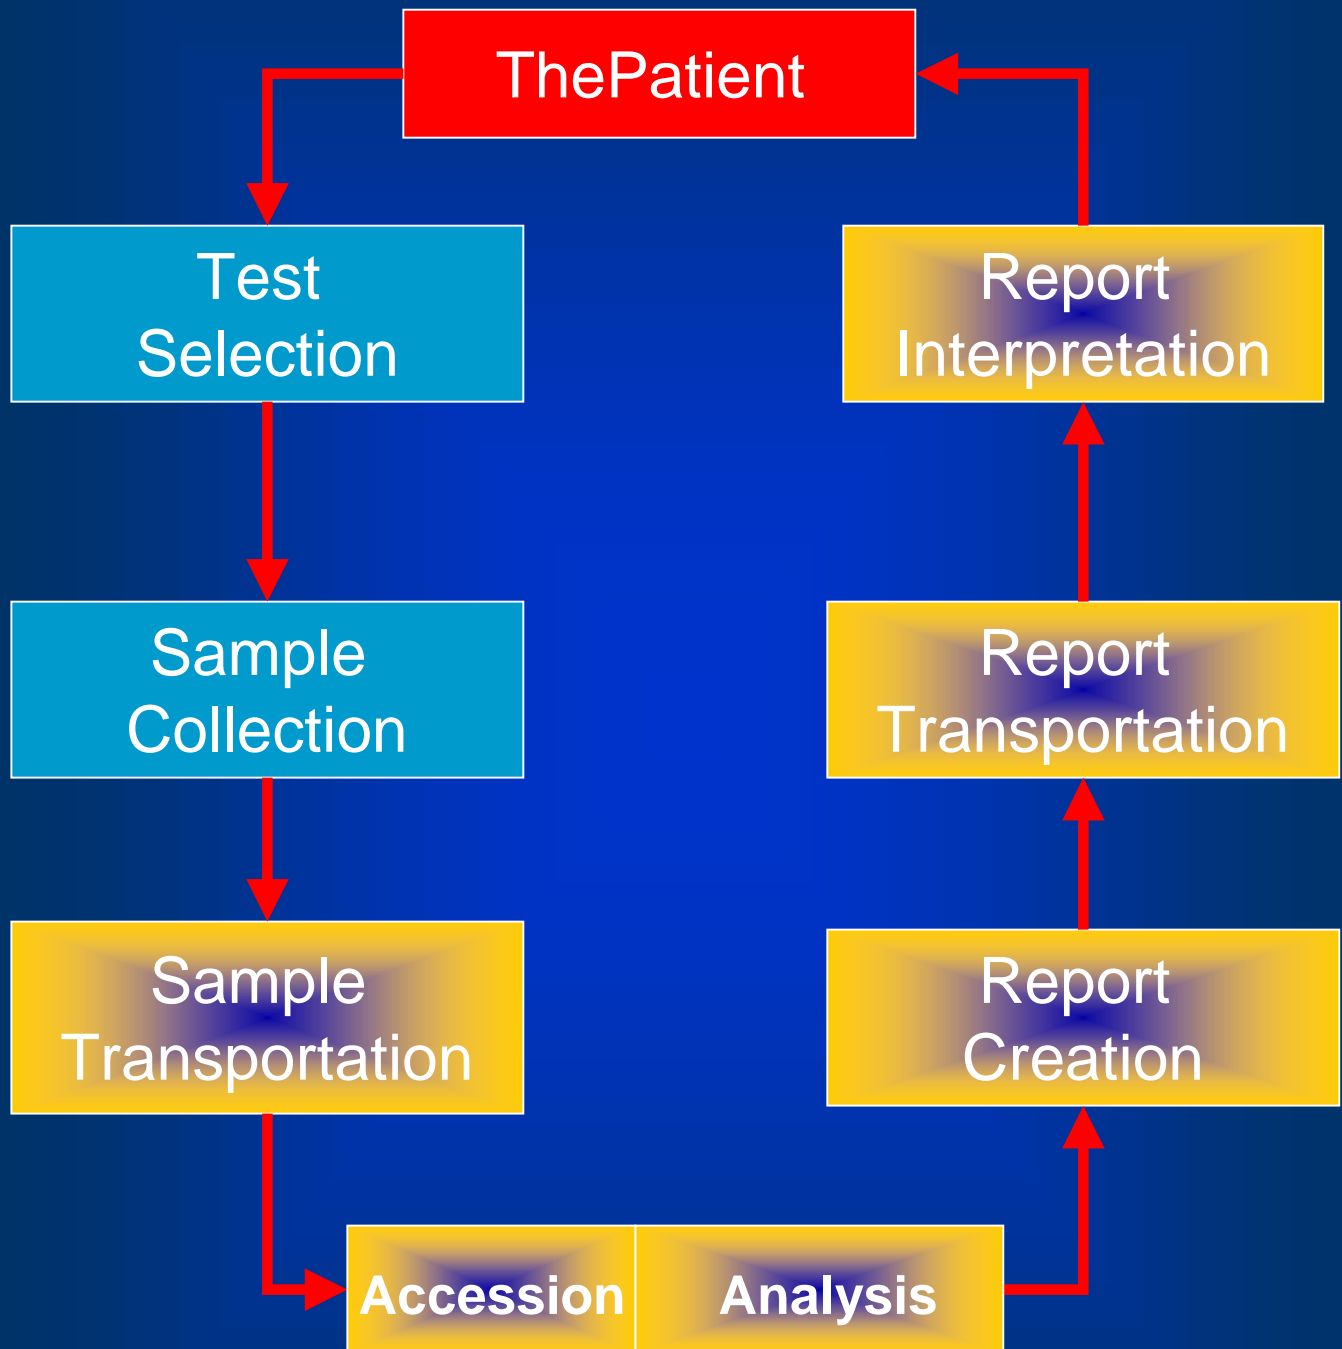 ThePatient
Test
Selection
Sample
Collection
Sample
Transportation
Accession
Analysis
Report
Creation
Report
Transportation
Report
Interpretation